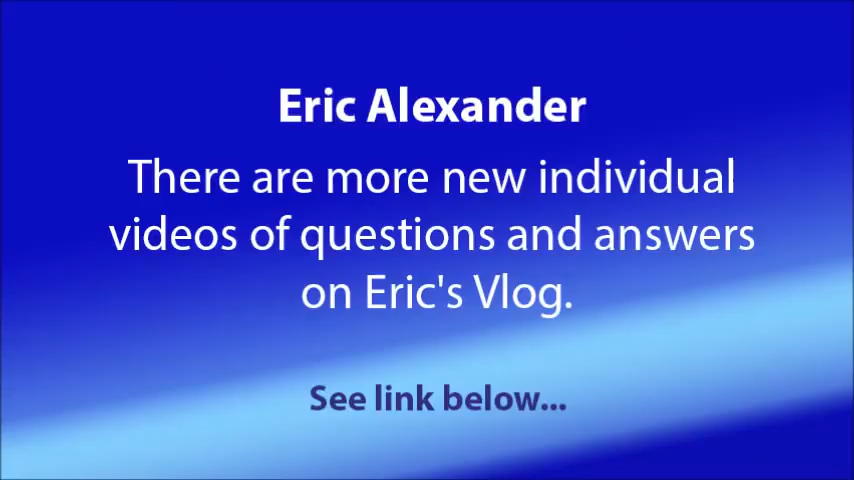 Eric Alexander
There are more new individual
videos of questions and answers
on Eric's Vlog.
See link below...